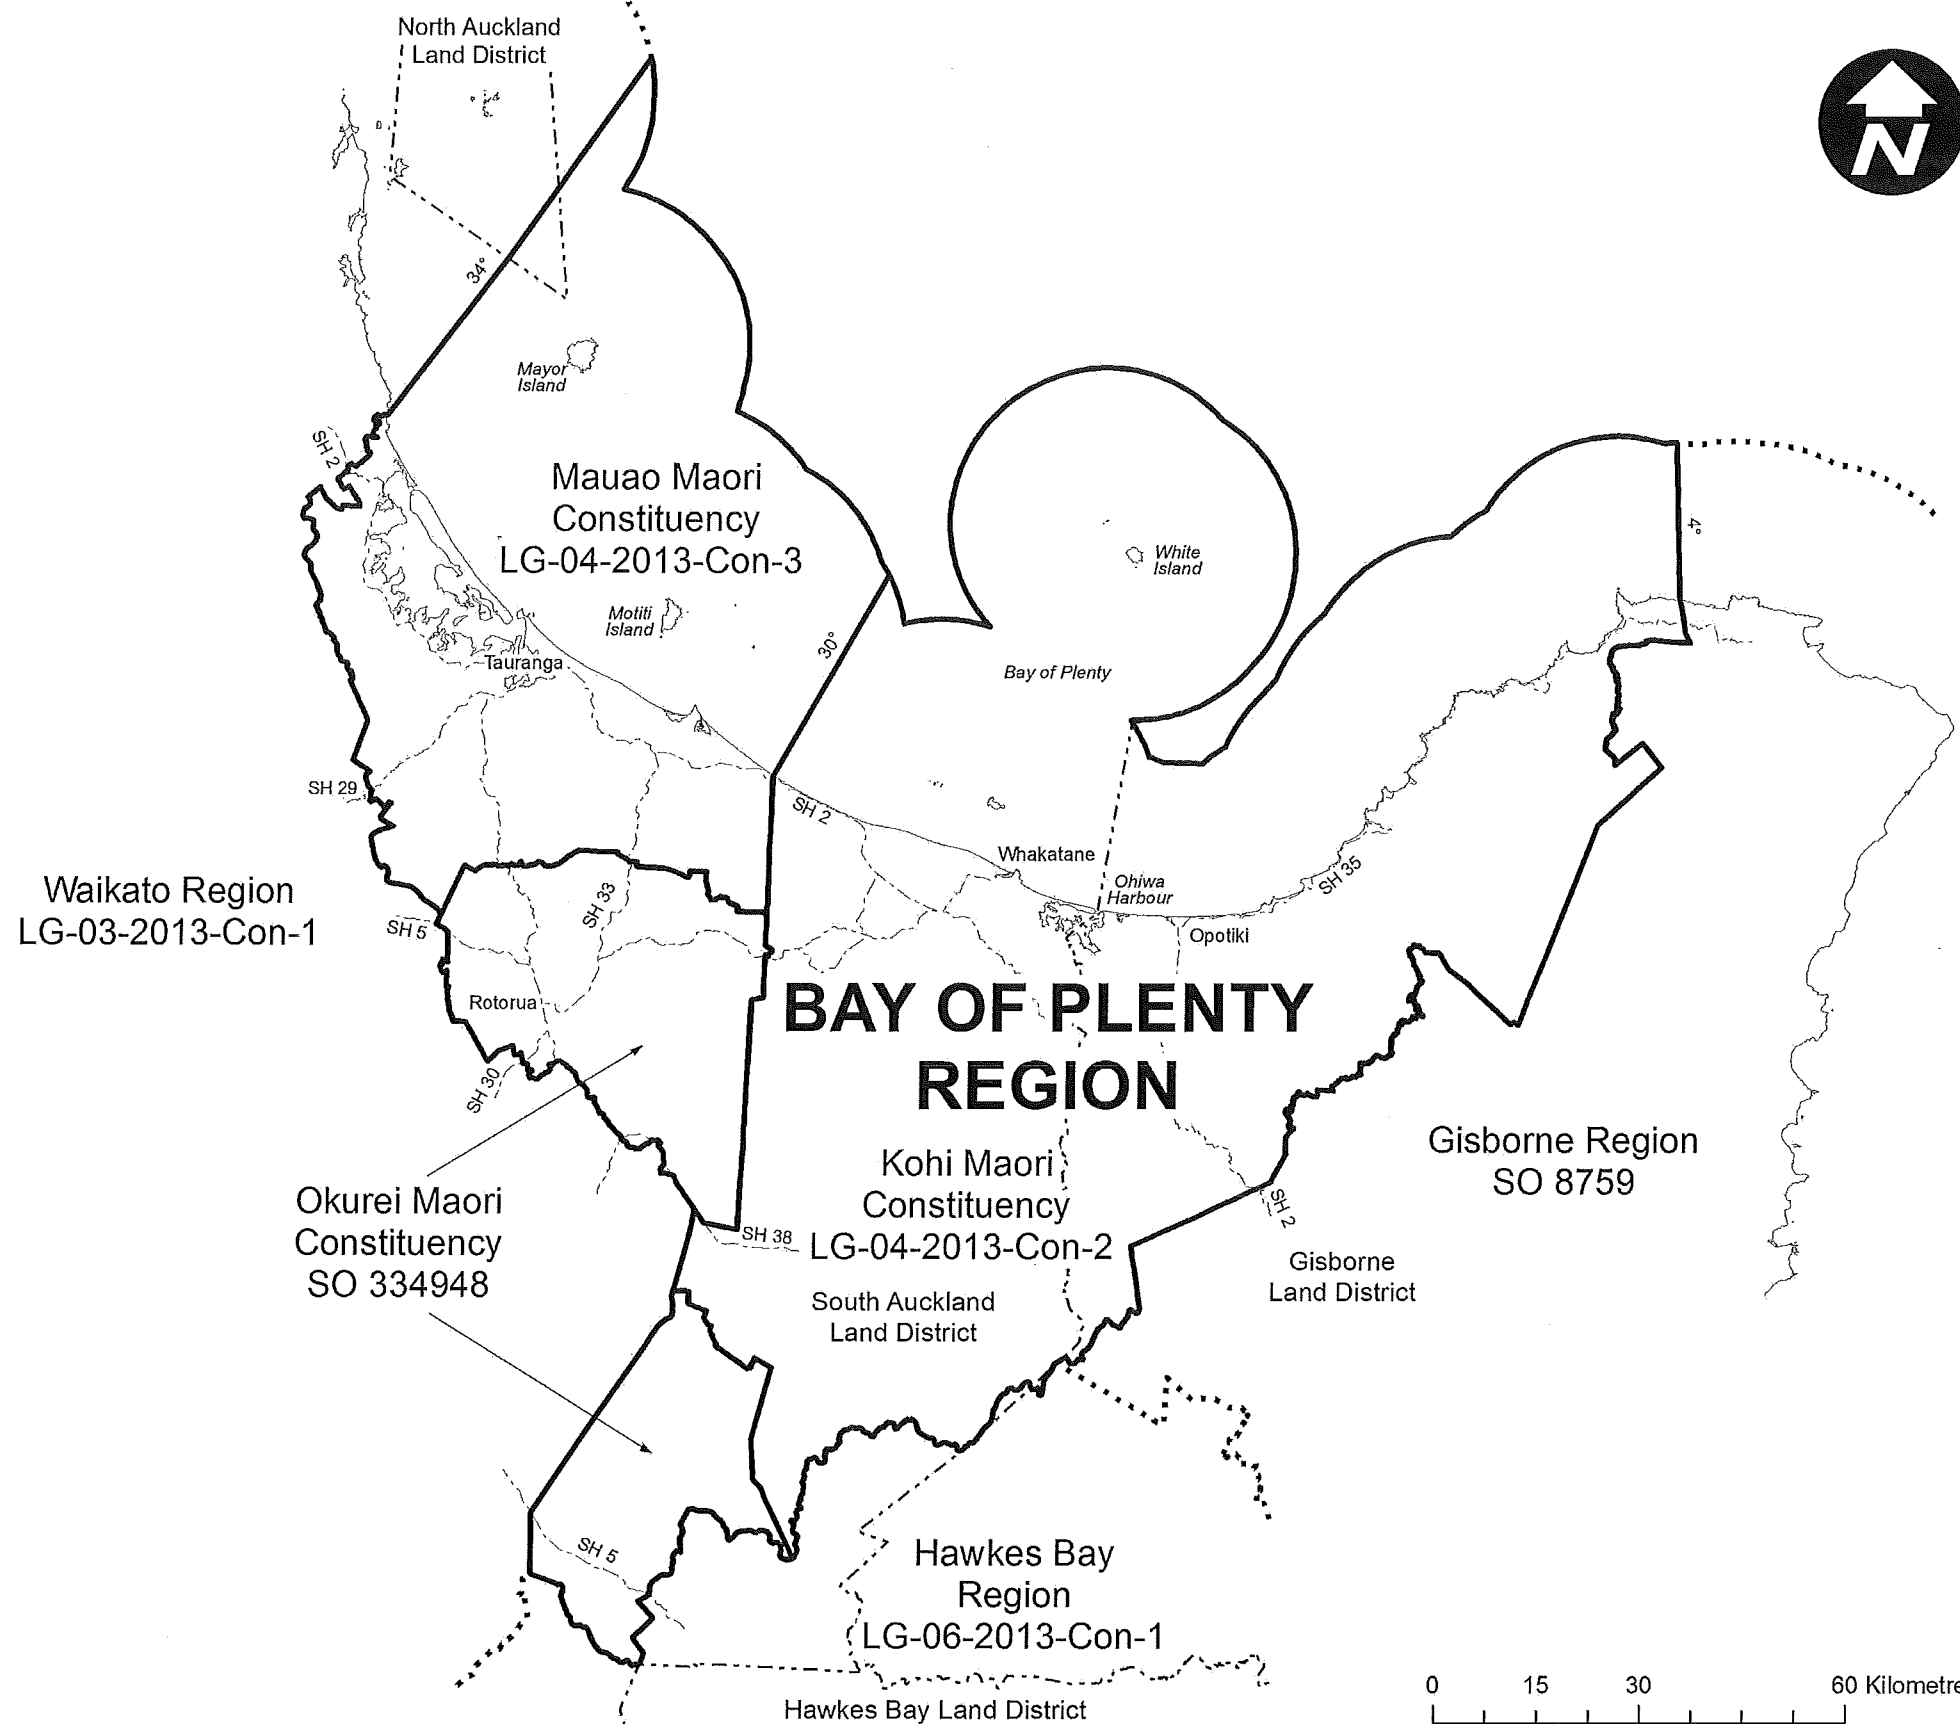 North Auckland
Land District
N
34°
Mayor
Island
SH 2
Mauao Maori
Constituency
LG-04-2013-Con-3
White
Island
4°
Motiti
Island
30°
Tauranga
Bay of Plenty
SH 29
SH 2
Whakatane
Ohiwa
Harbour
SH 35
Waikato Region
LG-03-2013-Con-1
SH 33
SH 5
Opotiki
Rotorua
BAY OF PLENTY
REGION
SH 30
Gisborne Region
SO 8759
Kohi Maori
Constituency
LG-04-2013-Con-2
Okurei Maori
Constituency
SO 334948
SH 2
SH 38
Gisborne
Land District
South Auckland
Land District
SH 5
Hawkes Bay
Region
LG-06-2013-Con-1
Hawkes Bay Land District
0 15 30 60 Kilometre